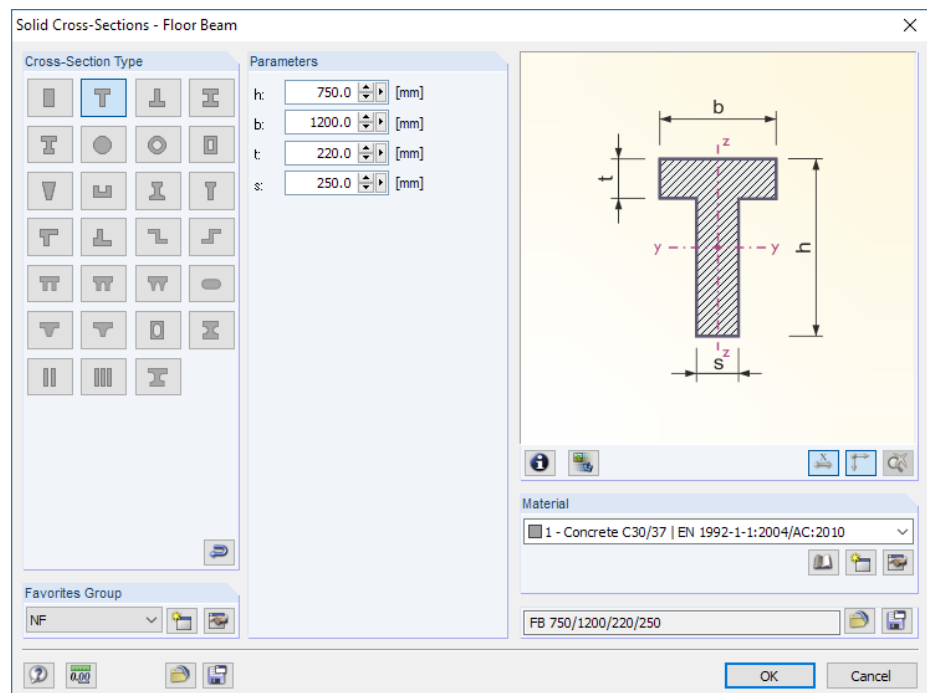 Solid Cross-Sections - Floor Beam
Cross-Section Type
Parameters
h: 750.0 [mm]
b: 1200.0 [mm]
t: 220.0 [mm]
s: 250.0 [mm]
b
z
t
y
y
h
z
s
X
Material
1 - Concrete C30/37 | EN 1992-1-1:2004/AC:2010
Favorites Group
NF
FB 750/1200/220/250
0.00
OK
Cancel